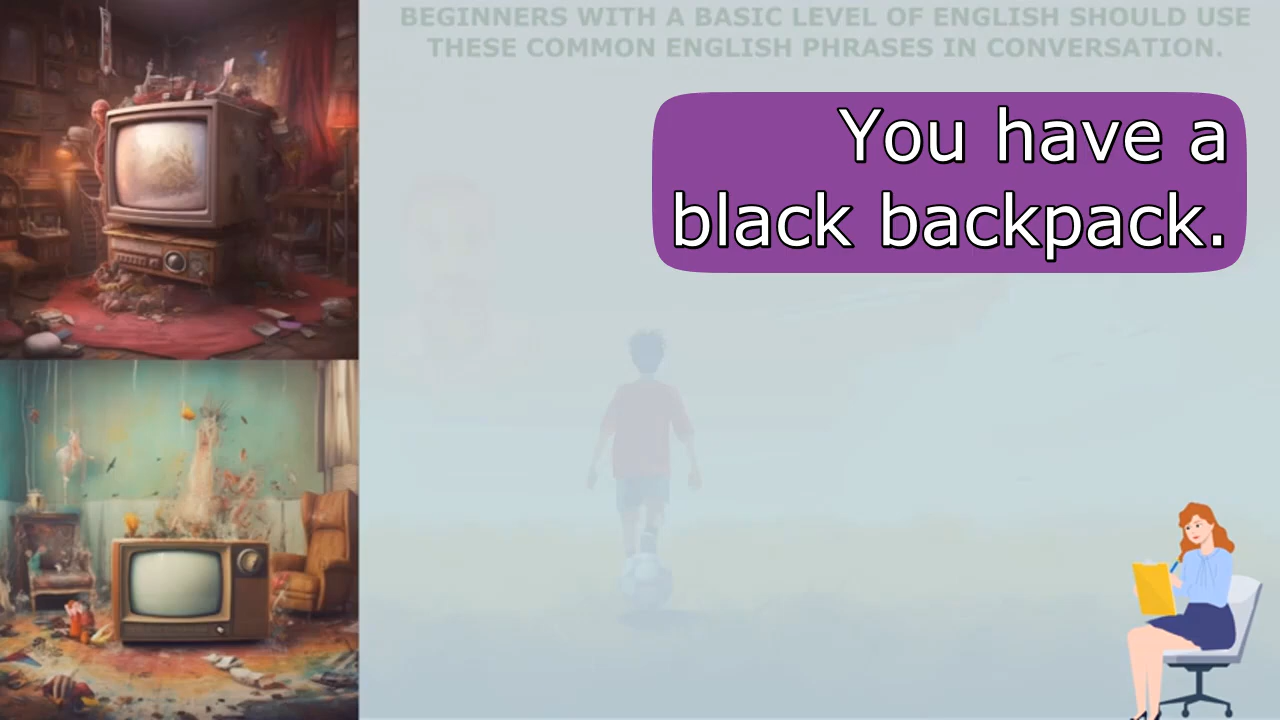 BEGINNERS WITH A BASIC LEVEL OF ENGLISH SHOULD USE
THESE COMMON ENGLISH PHRASES IN CONVERSATION.
You have a
black backpack.